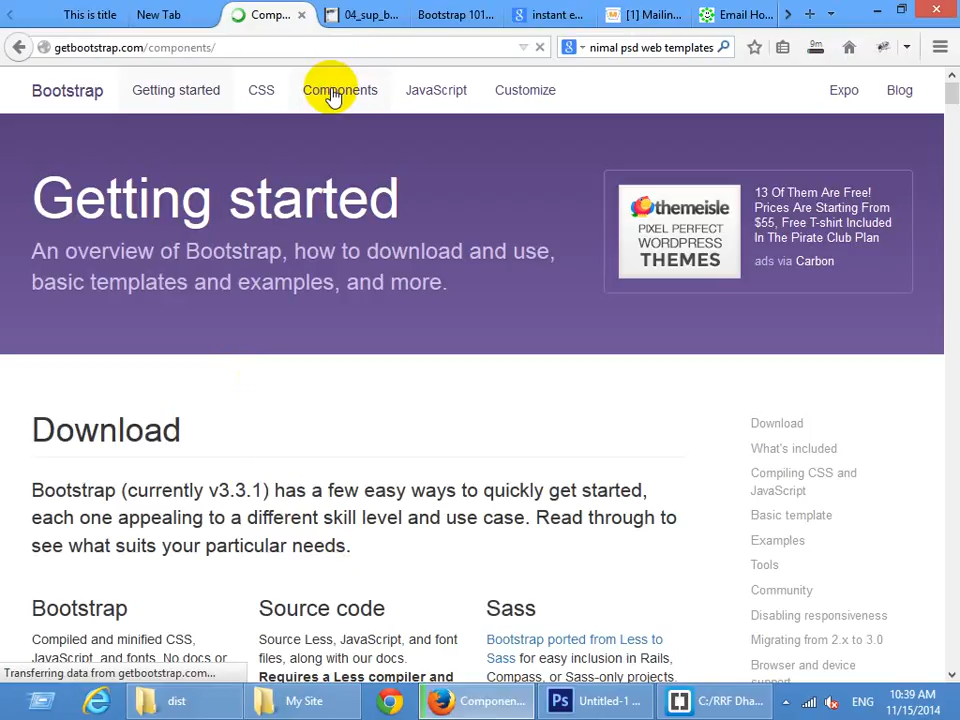 This is title
New Tab
Comp...
04_sup_b...
Bootstrap 101...
instant e...
[1] Mailin...
Email Ho...
getbootstrap.com/components/
nimal psd web templates
9m
Bootstrap
Getting started
CSS
Components
JavaScript
Customize
Expo
Blog
Getting started
An overview of Bootstrap, how to download and use,
basic templates and examples, and more.
themeisle
PIXEL PERFECT
WORDPRESS
THEMES
13 Of Them Are Free!
Prices Are Starting From
$55, Free T-shirt Included
In The Pirate Club Plan
ads via Carbon
Download
Bootstrap (currently v3.3.1) has a few easy ways to quickly get started,
each one appealing to a different skill level and use case. Read through to
see what suits your particular needs.
Download
What's included
Compiling CSS and
JavaScript
Basic template
Examples
Tools
Community
Disabling responsiveness
Migrating from 2.x to 3.0
Browser and device
support
Bootstrap
Compiled and minified CSS,
JavaScript, and fonts. No docs or
Source code
Source Less, JavaScript, and font
files, along with our docs.
Requires a Less compiler and
Sass
Bootstrap ported from Less to
Sass for easy inclusion in Rails,
Compass, or Sass-only projects.
Transferring data from getbootstrap.com...
dist
My Site
Componen...
Ps
Untitled-1 ...
C:/RRF Dha...
ENG
10:39 AM
11/15/2014